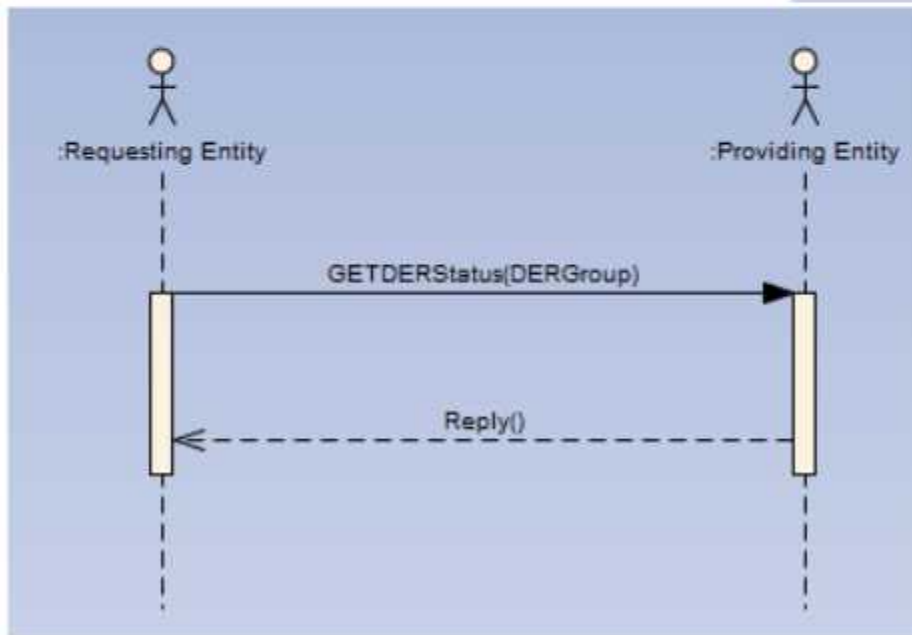 :Requesting Entity
:Providing Entity
GETDERStatus(DERGroup)
Reply()